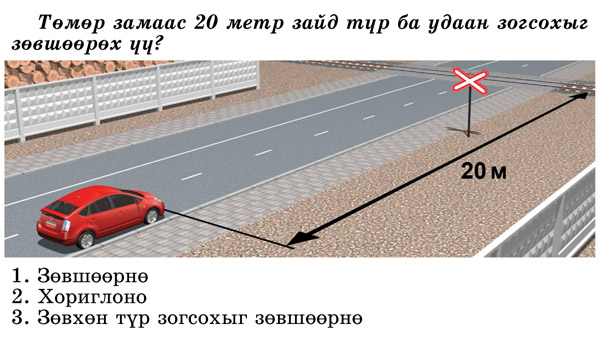 Төмөр замаас 20 метр зайд түр ба удаан зогсохыг
зөвшөөрөх үү?
20 м
1. Зөвшөөрнө
2. Хориглоно
3. Зөвхөн түр зогсохыг зөвшөөрнө